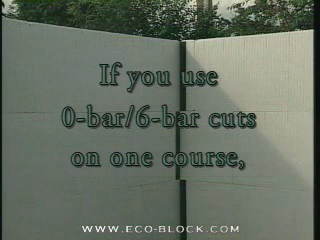 If you use
0-bar/6-bar cuts
on one course,
WWW.ECO-BLOCK.COM